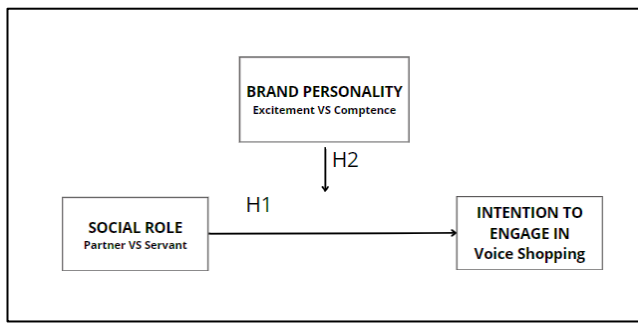 BRAND PERSONALITY
Excitement VS Comptence
H2
H1
SOCIAL ROLE
Partner VS Servant
INTENTION TO
ENGAGE IN
Voice Shopping